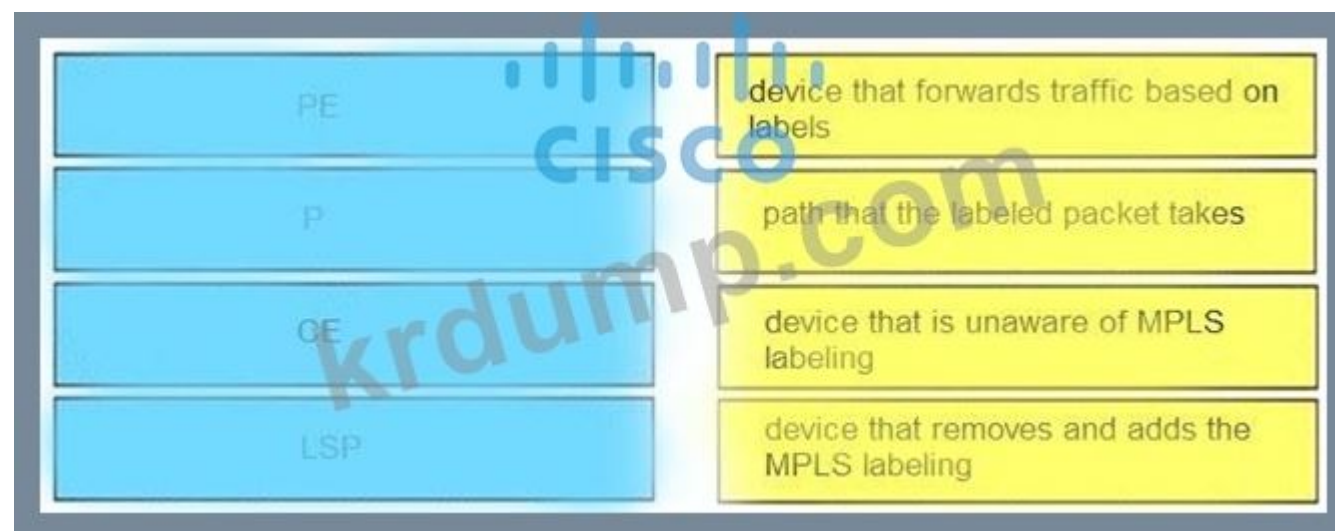 PE
device that forwards traffic based on
labels
CISCO
P
path that the labeled packet takes
krdump.com
CE
device that is unaware of MPLS
labeling
LSP
device that removes and adds the
MPLS labeling